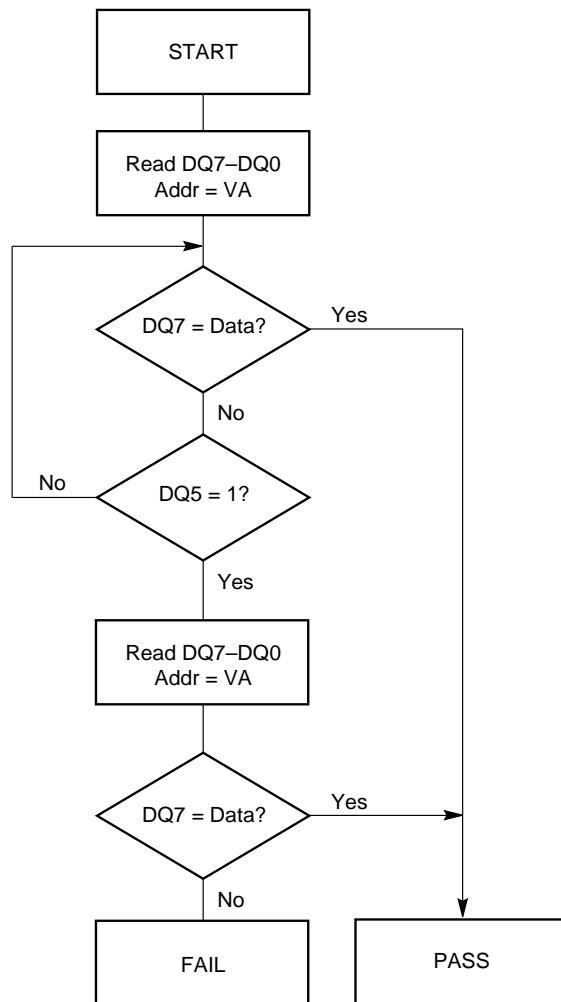 START
Read DQ7–DQ0
Addr = VA
DQ7 = Data?
Yes
No
No
DQ5 = 1?
Yes
Read DQ7–DQ0
Addr = VA
DQ7 = Data?
Yes
No
FAIL
PASS